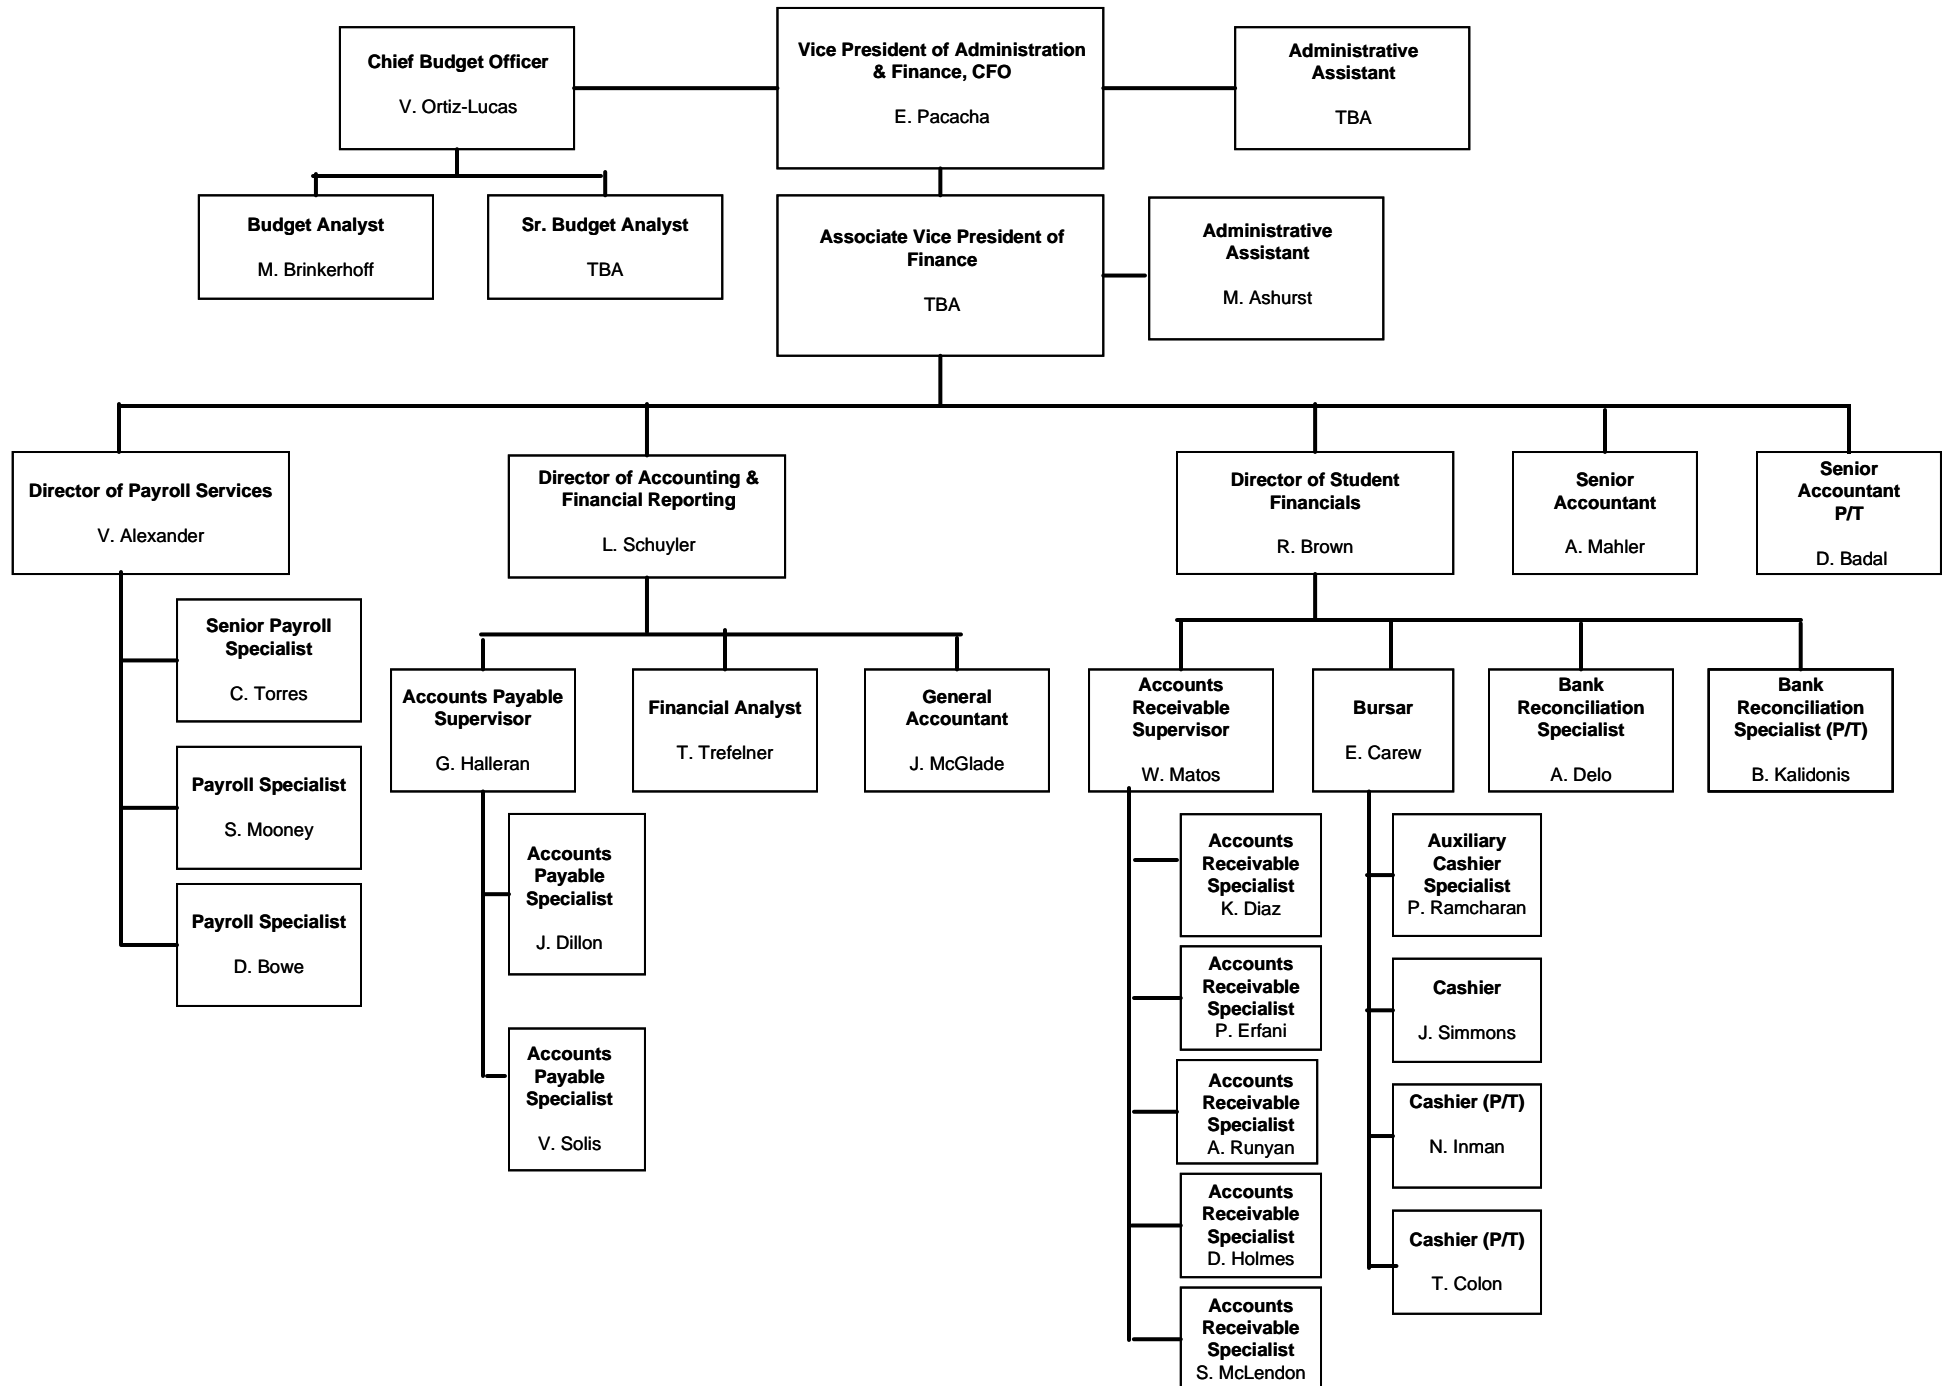 Chief Budget Officer
V. Ortiz-Lucas
Vice President of Administration
& Finance, CFO
E. Pacacha
Administrative
Assistant
TBA
Budget Analyst
M. Brinkerhoff
Sr. Budget Analyst
TBA
Associate Vice President of
Finance
TBA
Administrative
Assistant
M. Ashurst
Director of Payroll Services
V. Alexander
Director of Accounting &
Financial Reporting
L. Schuyler
Director of Student
Financials
R. Brown
Senior
Accountant
A. Mahler
Senior
Accountant
P/T
D. Badal
Senior Payroll
Specialist
C. Torres
Payroll Specialist
S. Mooney
Payroll Specialist
D. Bowe
Accounts Payable
Supervisor
G. Halleran
Financial Analyst
T. Trefelner
General
Accountant
J. McGlade
Accounts
Payable
Specialist
J. Dillon
Accounts
Payable
Specialist
V. Solis
Accounts
Receivable
Supervisor
W. Matos
Bursar
E. Carew
Bank
Reconciliation
Specialist
A. Delo
Bank
Reconciliation
Specialist (P/T)
B. Kalidonis
Accounts
Receivable
Specialist
K. Diaz
Accounts
Receivable
Specialist
P. Erfani
Accounts
Receivable
Specialist
A. Runyan
Accounts
Receivable
Specialist
D. Holmes
Accounts
Receivable
Specialist
S. McLendon
Auxiliary
Cashier
Specialist
P. Ramcharan
Cashier
J. Simmons
Cashier (P/T)
N. Inman
Cashier (P/T)
T. Colon